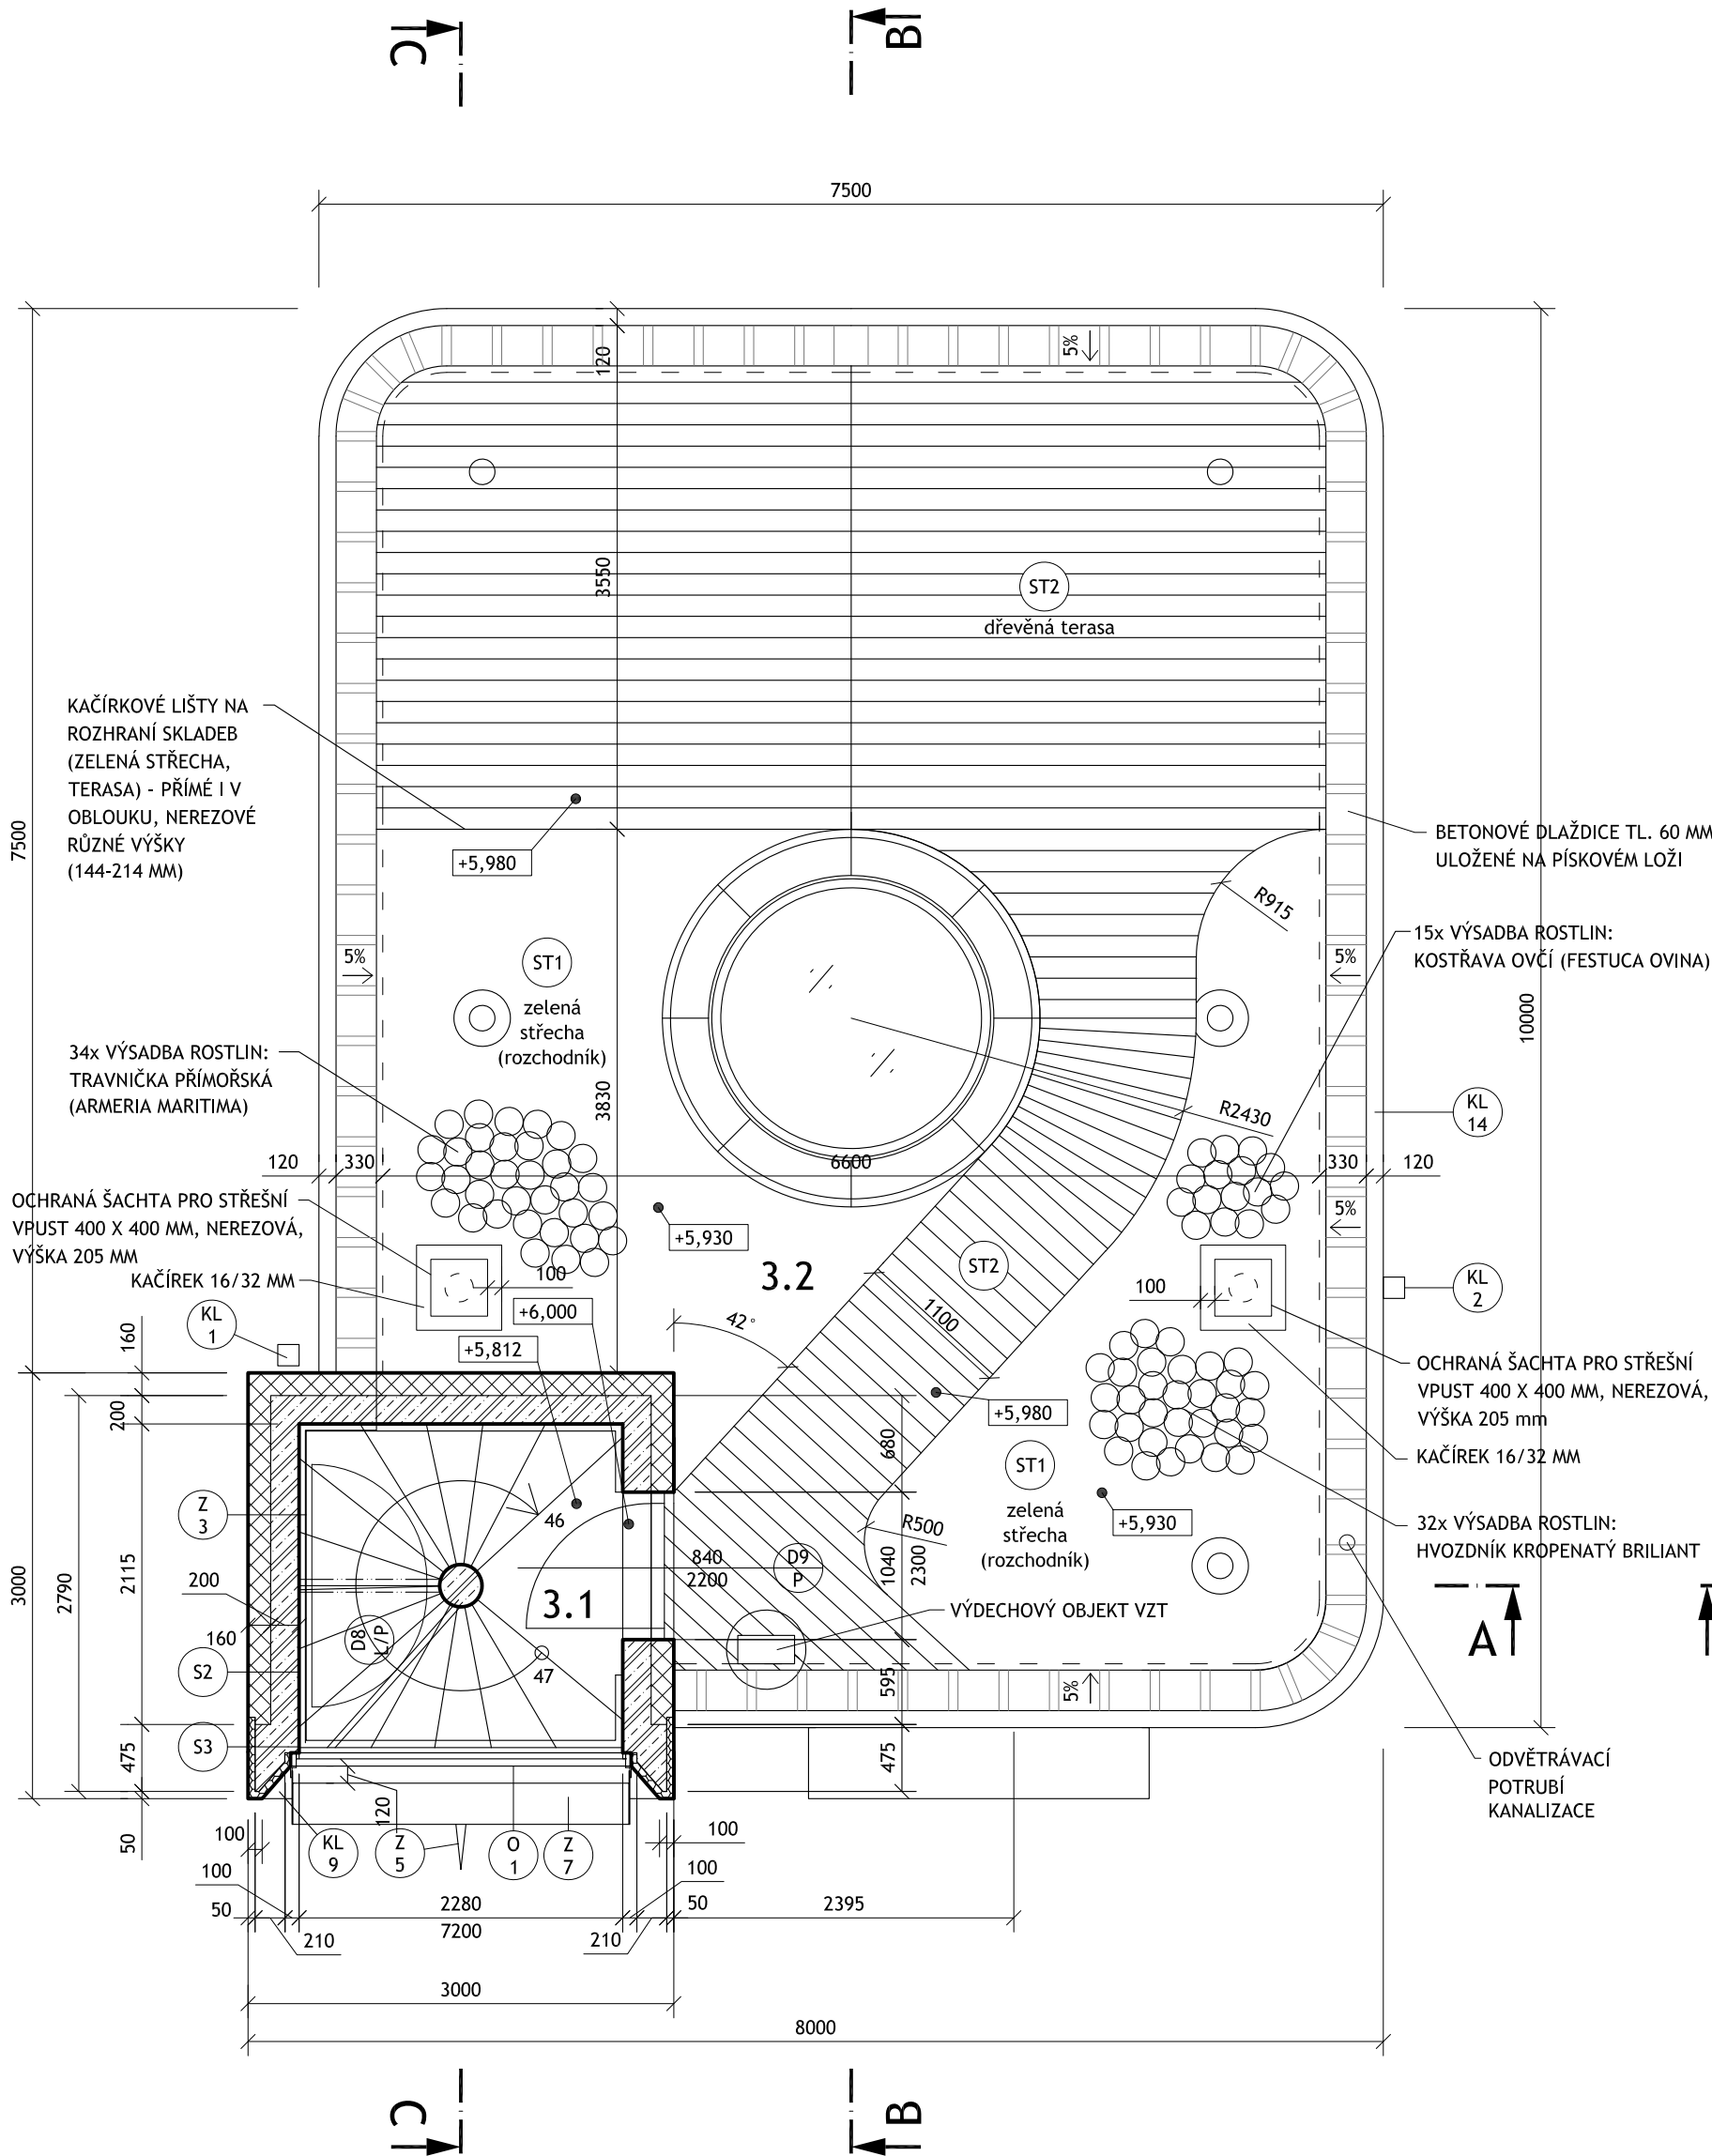 C
B
7500
7500
10000
120
5%
3550
ST2
dřevěná terasa
KAČÍRKOVÉ LIŠTY NA
ROZHRANÍ SKLADEB
(ZELENÁ STŘECHA,
TERASA) - PŘÍMÉ I V
OBLOUKU, NEREZOVÉ
RŮZNÉ VÝŠKY
(144-214 MM)
+5,980
BETONOVÉ DLAŽDICE TL. 60 MM
ULOŽENÉ NA PÍSKOVÉM LOŽI
R915
15x VÝSADBA ROSTLIN:
KOSTŘAVA OVČÍ (FESTUCA OVINA)
5%
ST1
zelená
střecha
(rozchodník)
5%
34x VÝSADBA ROSTLIN:
TRAVNIČKA PŘÍMOŘSKÁ
(ARMERIA MARITIMA)
3830
R2430
KL
14
120
330
6600
330
120
OCHRANÁ ŠACHTA PRO STŘEŠNÍ
VPUST 400 X 400 MM, NEREZOVÁ,
VÝŠKA 205 MM
KAČÍREK 16/32 MM
100
+5,930
5%
3.2
ST2
100
KL
2
KL
1
+6,000
+5,812
42°
1100
160
200
OCHRANÁ ŠACHTA PRO STŘEŠNÍ
VPUST 400 X 400 MM, NEREZOVÁ,
VÝŠKA 205 mm
KAČÍREK 16/32 MM
+5,980
680
ST1
zelená
střecha
(rozchodník)
+5,930
32x VÝSADBA ROSTLIN:
HVOZDNÍK KROPENATÝ BRILIANT
Z
3
46
R500
3000
2790
2115
200
840
2200
D9
P
1040
2300
3.1
VÝDECHOVÝ OBJEKT VZT
A
160
D8
L/P
S2
47
595
5%
S3
475
475
ODVĚTRÁVACÍ
POTRUBÍ
KANALIZACE
50
120
100
KL
9
Z
5
O
1
Z
7
100
100
100
50
2280
7200
50
2395
210
210
3000
8000
C
B